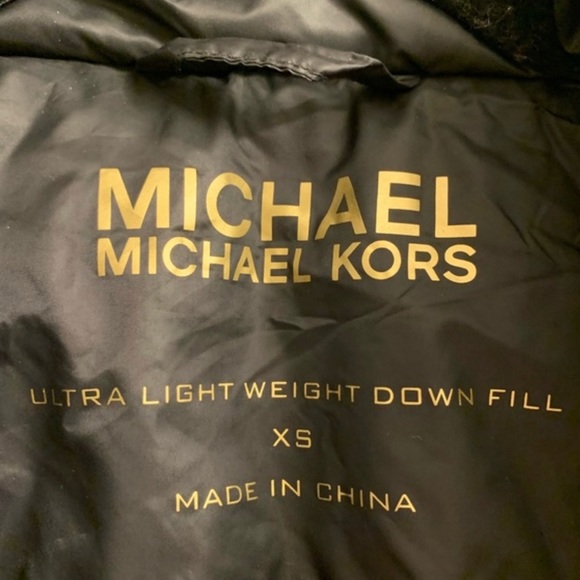 MICHAEL
MICHAEL KORS
ULTRA LIGHT WEIGHT DOWN FILL
XS
MADE IN CHINA